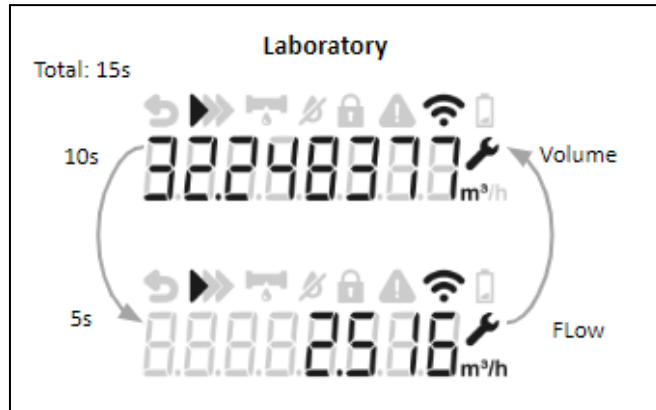 Laboratory
Total: 15s
10s
32.248377
m³/h
Volume
5s
2.516
m³/h
FLow